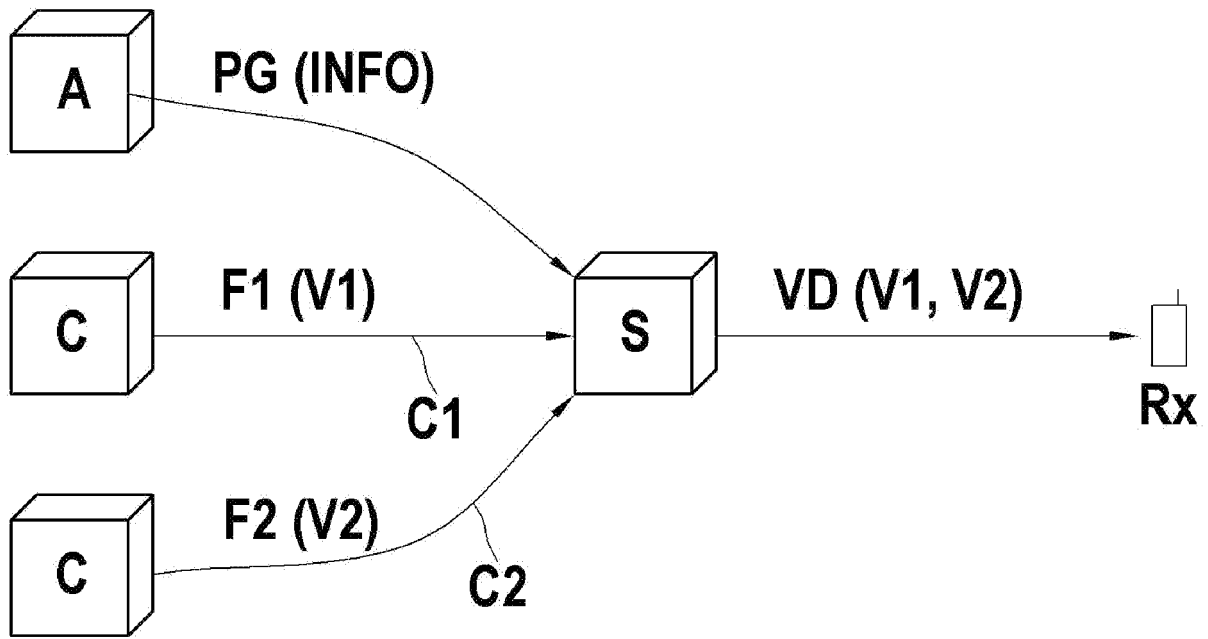 A
PG (INFO)
C
F1 (V1)
C1
S
VD (V1, V2)
Rx
C
F2 (V2)
C2